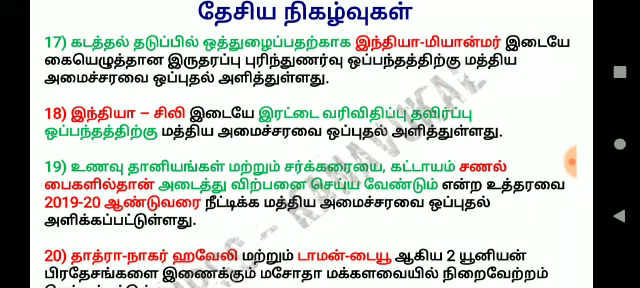 தேசிய நிகழ்வுகள்
17) கடத்தல் தடுப்பில் ஒத்துழைப்பதற்காக இந்தியா-மியான்மர் இடையே
கையெழுத்தான இருதரப்பு புரிந்துணர்வு ஒப்பந்தத்திற்கு மத்திய
அமைச்சரவை ஒப்புதல் அளித்துள்ளது.
18) இந்தியா – சிலி இடையே இரட்டை வரிவிதிப்பு தவிர்ப்பு
ஒப்பந்தத்திற்கு மத்திய அமைச்சரவை ஒப்புதல் அளித்துள்ளது.
19) உணவு தானியங்கள் மற்றும் சர்க்கரையை, கட்டாயம் சணல்
பைகளில்தான் அடைத்து விற்பனை செய்ய வேண்டும் என்ற உத்தரவை
2019-20 ஆண்டுவரை நீட்டிக்க மத்திய அமைச்சரவை ஒப்புதல்
அளிக்கப்பட்டுள்ளது.
20) தாத்ரா-நாகர் ஹவேலி மற்றும் டாமன்-டையூ ஆகிய 2 யூனியன்
பிரதேசங்களை இணைக்கும் மசோதா மக்களவையில் நிறைவேற்றம்